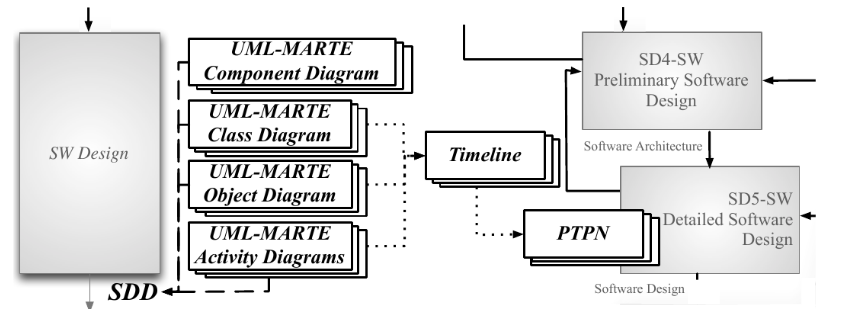 SW Design
UML-MARTE
Component Diagram
UML-MARTE
Class Diagram
UML-MARTE
Object Diagram
UML-MARTE
Activity Diagrams
SDD
Timeline
PTPN
SD4-SW
Preliminary Software
Design
Software Architecture
SD5-SW
Detailed Software
Design
Software Design